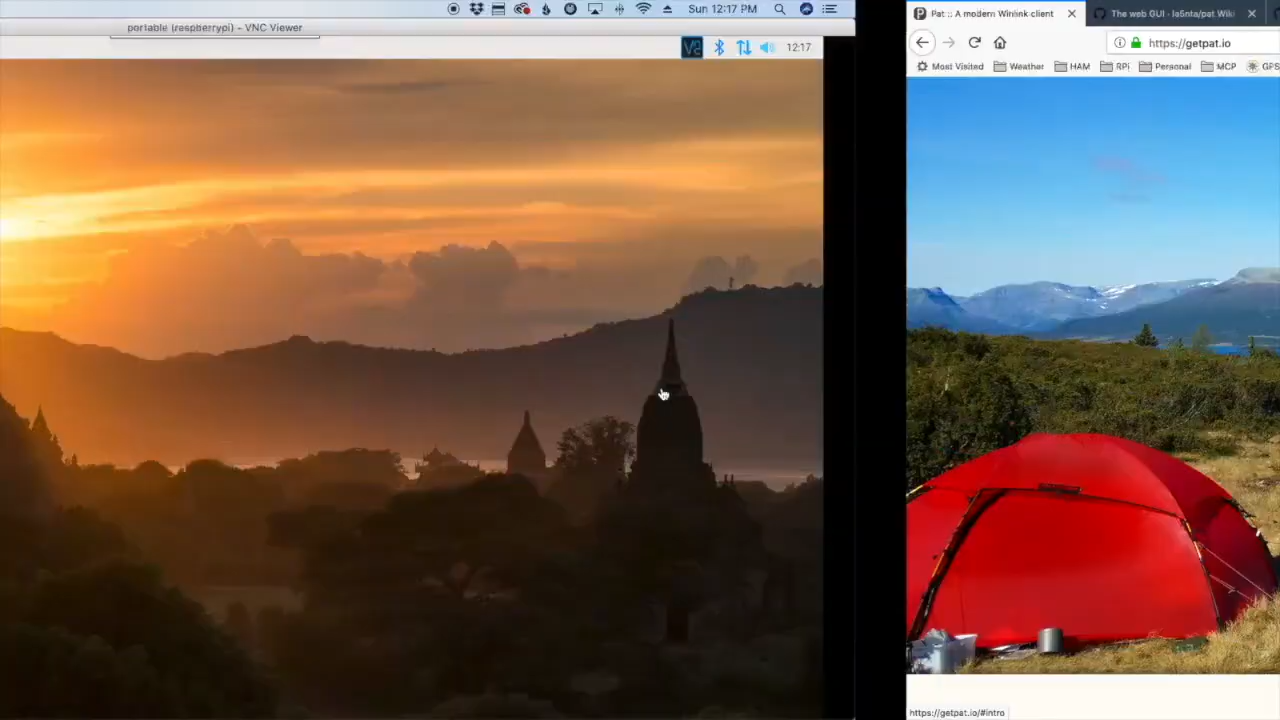 Sun 12:17 PM
portable (raspberrypi) – VNC Viewer
V2
12:17
Pat :: A modern Winlink client
The web GUI · la5nta/pat Wiki
https://getpat.io
Most Visited
Weather
HAM
RPi
Personal
MCP
GPS
https://getpat.io/#intro